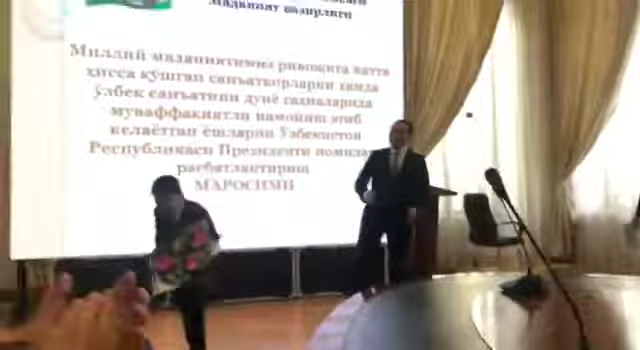 Маданият вазирлиги
Миллий маданиятимиз ривожига катта
ҳисса қўшган санъаткорларни ҳамда
ўзбек санъатини дунё саҳналарида
муваффақиятли намойиш этиб
келаётган ёшларни Ўзбекистон
Республикаси Президенти номидан
рағбатлантириш
МАРОСИМИ